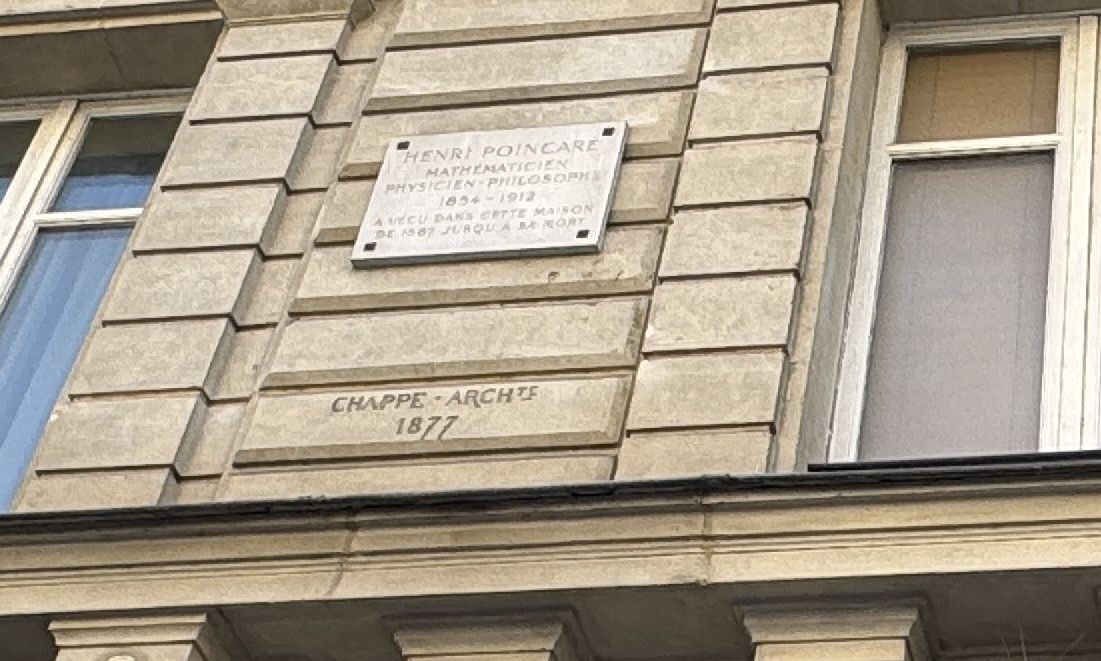 HENRI POINCARÉ
MATHÉMATICIEN
PHYSICIEN-PHILOSOPHE
1854-1912
A VÉCU DANS CETTE MAISON
DE 1887 JUSQU'À SA MORT
CHAPPE - ARCHTE
1877